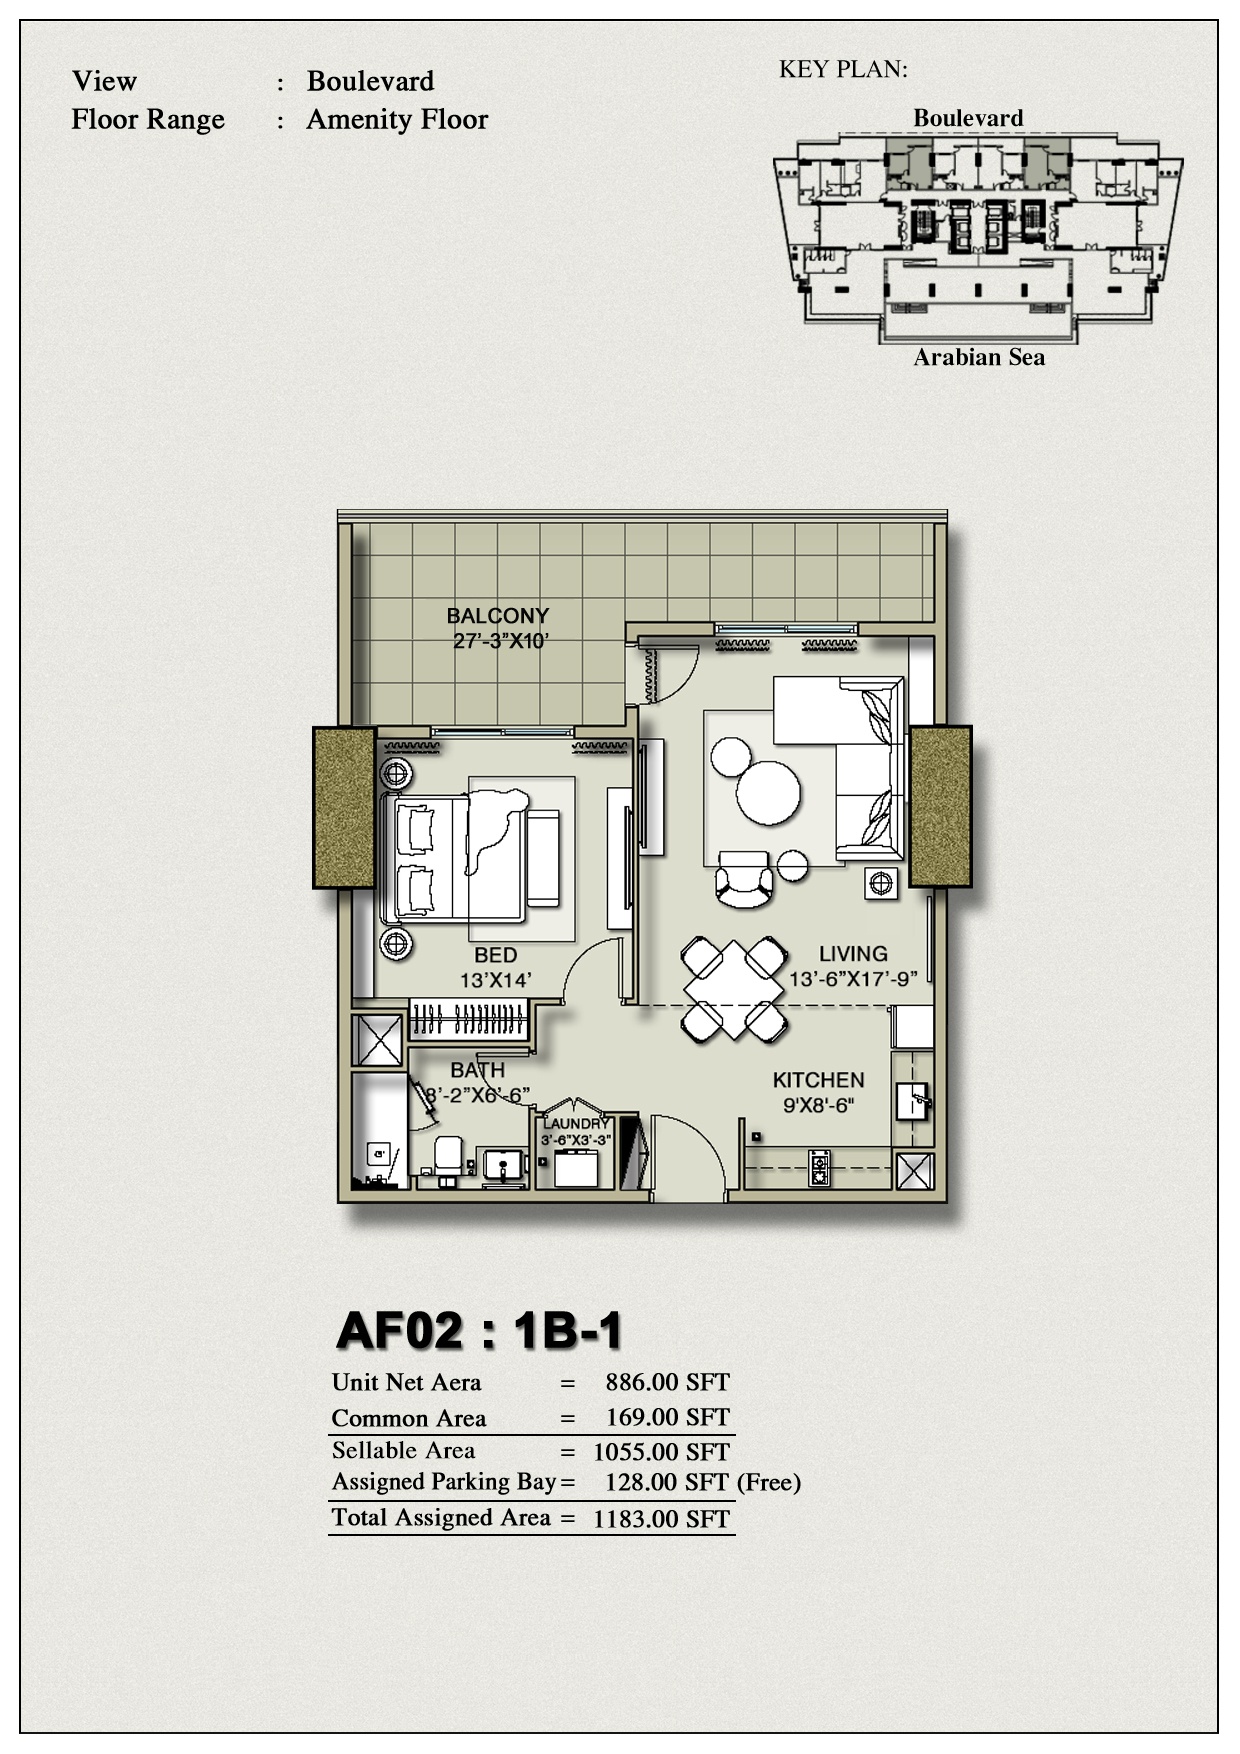 View : Boulevard
Floor Range : Amenity Floor
KEY PLAN:
Boulevard
Arabian Sea
BALCONY
27'-3"X10'
BED
13'X14'
LIVING
13'-6"X17'-9"
BATH
8'-2"X6'-6"
KITCHEN
9'X8'-6"
LAUNDRY
3'-6"X3'-3"
AF02 : 1B-1
Unit Net Aera = 886.00 SFT
Common Area = 169.00 SFT
Sellable Area = 1055.00 SFT
Assigned Parking Bay = 128.00 SFT (Free)
Total Assigned Area = 1183.00 SFT